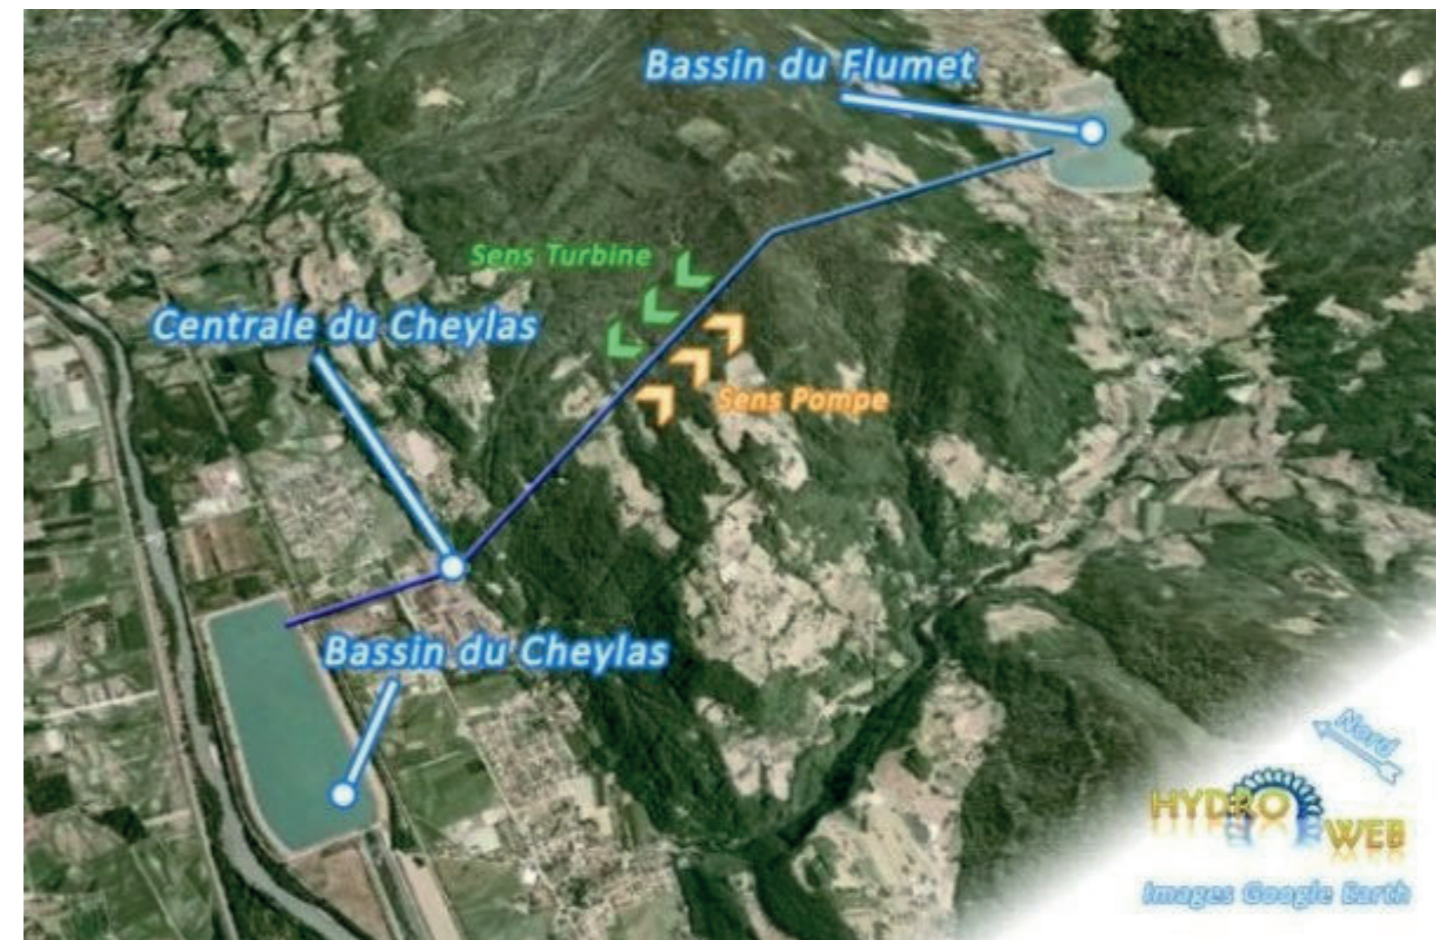 Bassin du Flumet
Sens Turbine
Centrale du Cheylas
Sens Pompe
Bassin du Cheylas
Nord
HYDRO
WEB
Images Google Earth